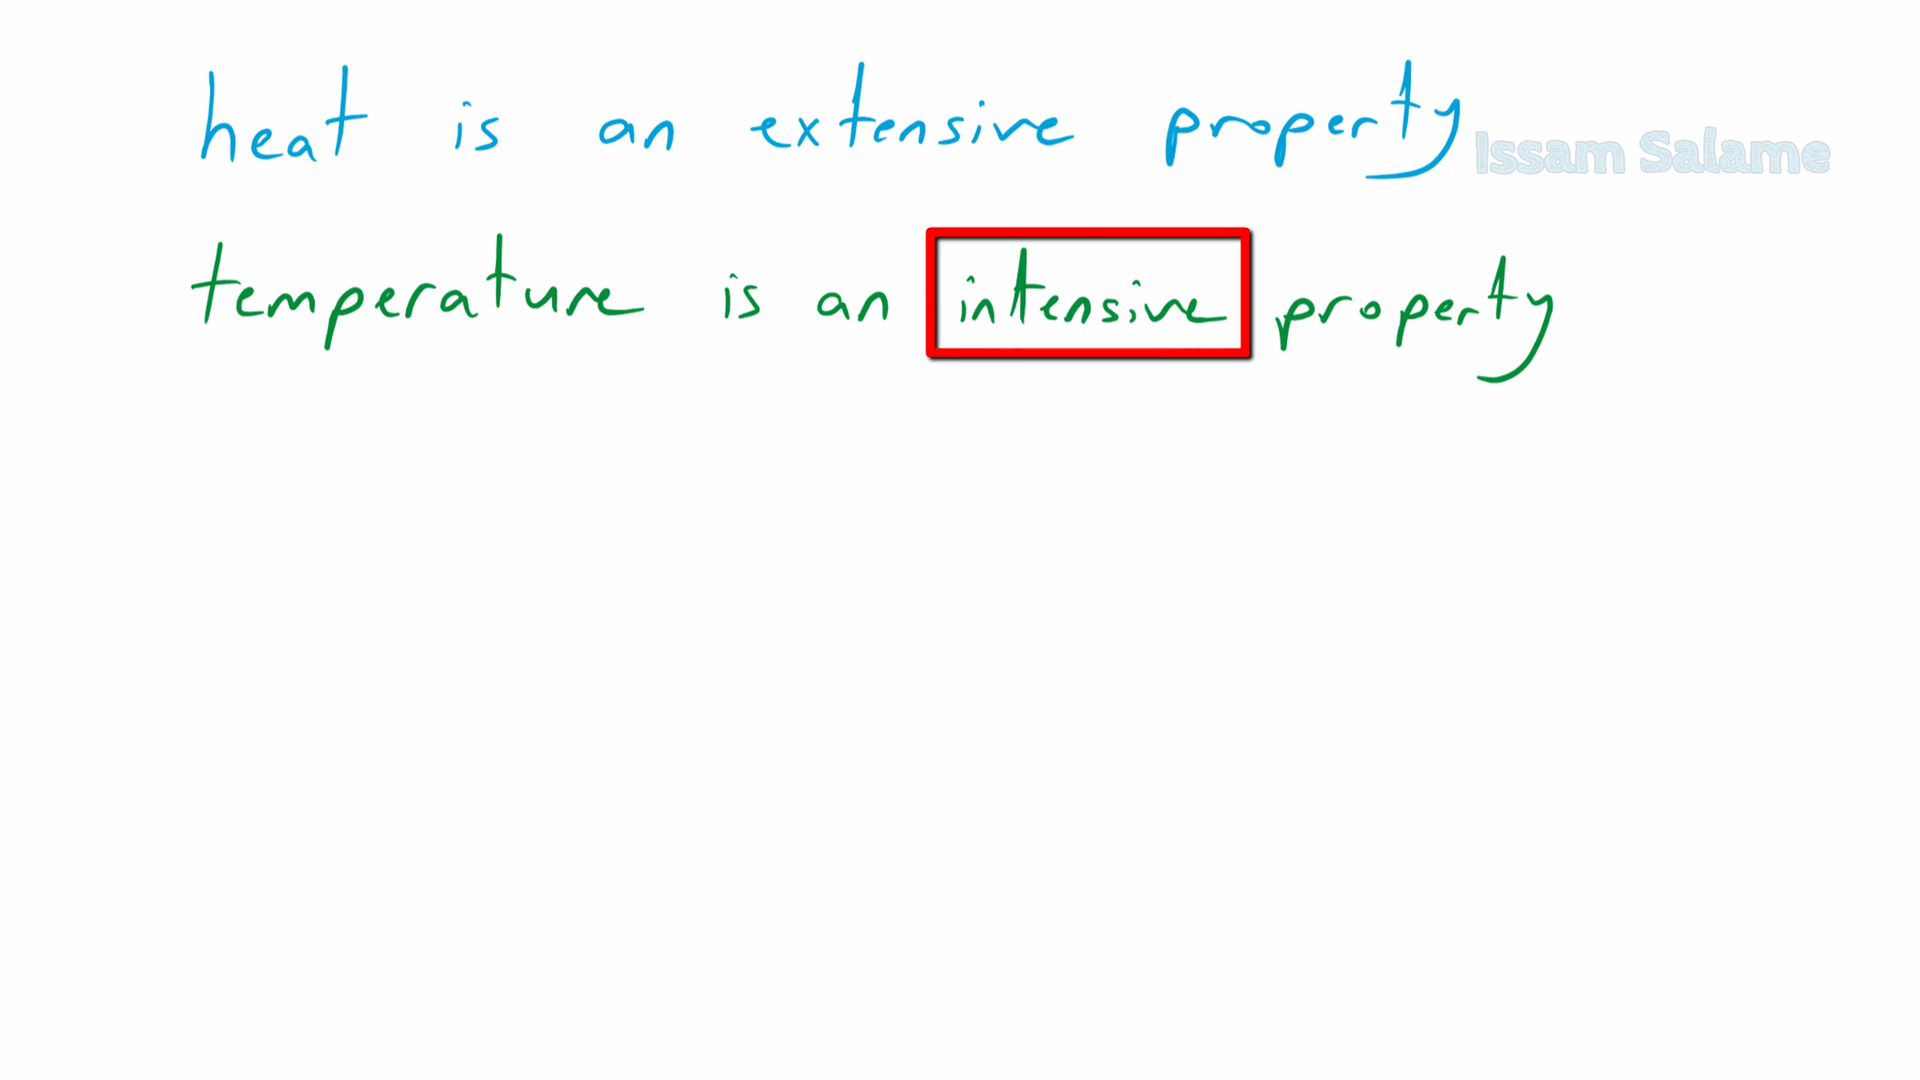 heat is an extensive property
Issam Salame
temperature is an intensive property